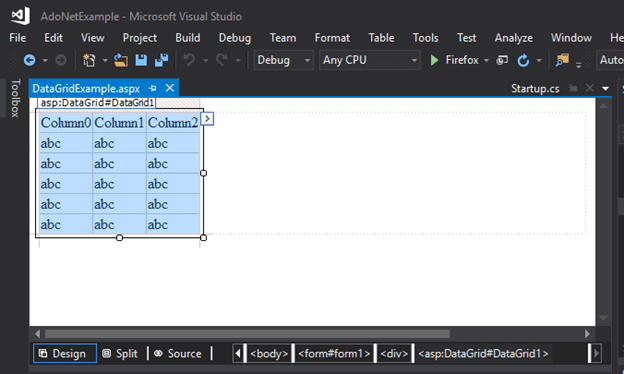 AdoNetExample - Microsoft Visual Studio
File Edit View Project Build Debug Team Format Table Tools Test Analyze Window
Debug Any CPU Firefox Auto
Toolbox
DataGridExample.aspx Startup.cs
asp:DataGrid#DataGrid1
Column0 Column1 Column2
abc abc abc
abc abc abc
abc abc abc
abc abc abc
abc abc abc
Design Split Source <body> <form#form1> <div> <asp:DataGrid#DataGrid1>